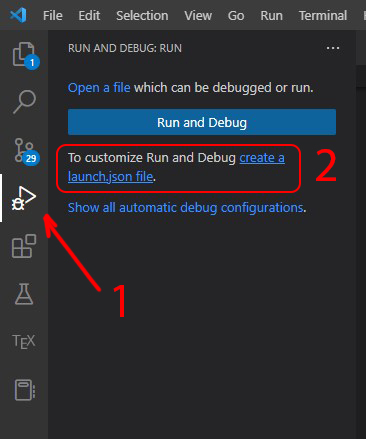 File Edit Selection View Go Run Terminal
RUN AND DEBUG: RUN
1
Open a file which can be debugged or run.
Run and Debug
29
To customize Run and Debug create a
launch.json file.
2
Show all automatic debug configurations.
1
TEX